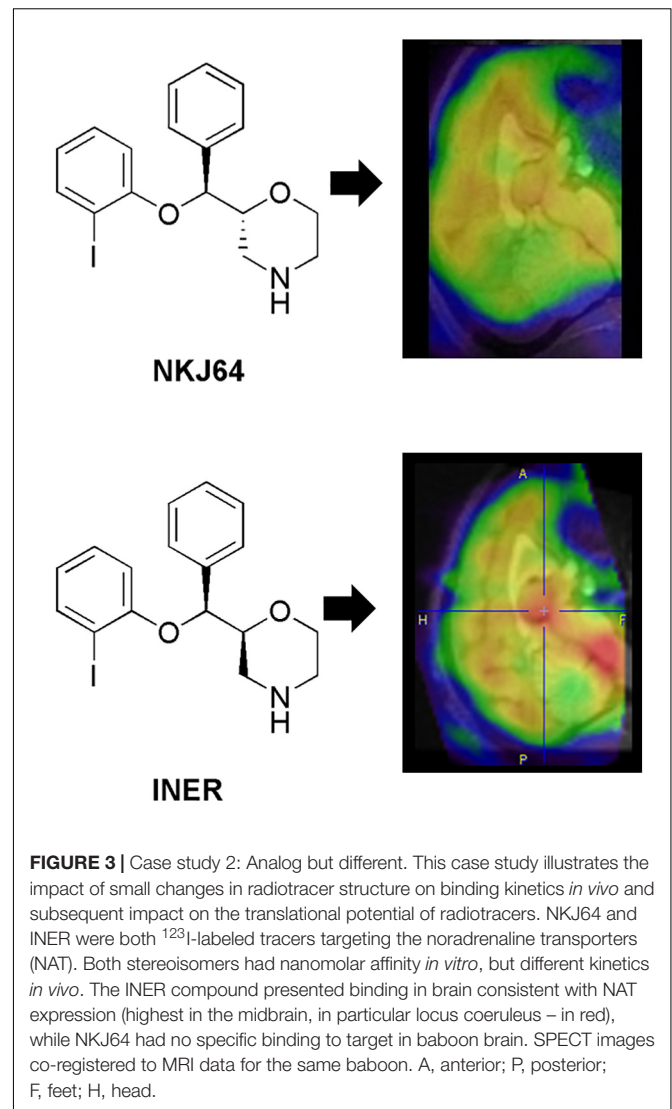 I
O
O
N
H
NKJ64
I
O
O
N
H
INER
A
H
F
P
FIGURE 3 | Case study 2: Analog but different. This case study illustrates the
impact of small changes in radiotracer structure on binding kinetics in vivo and
subsequent impact on the translational potential of radiotracers. NKJ64 and
INER were both ¹²³I-labeled tracers targeting the noradrenaline transporters
(NAT). Both stereoisomers had nanomolar affinity in vitro, but different kinetics
in vivo. The INER compound presented binding in brain consistent with NAT
expression (highest in the midbrain, in particular locus coeruleus – in red),
while NKJ64 had no specific binding to target in baboon brain. SPECT images
co-registered to MRI data for the same baboon. A, anterior; P, posterior;
F, feet; H, head.